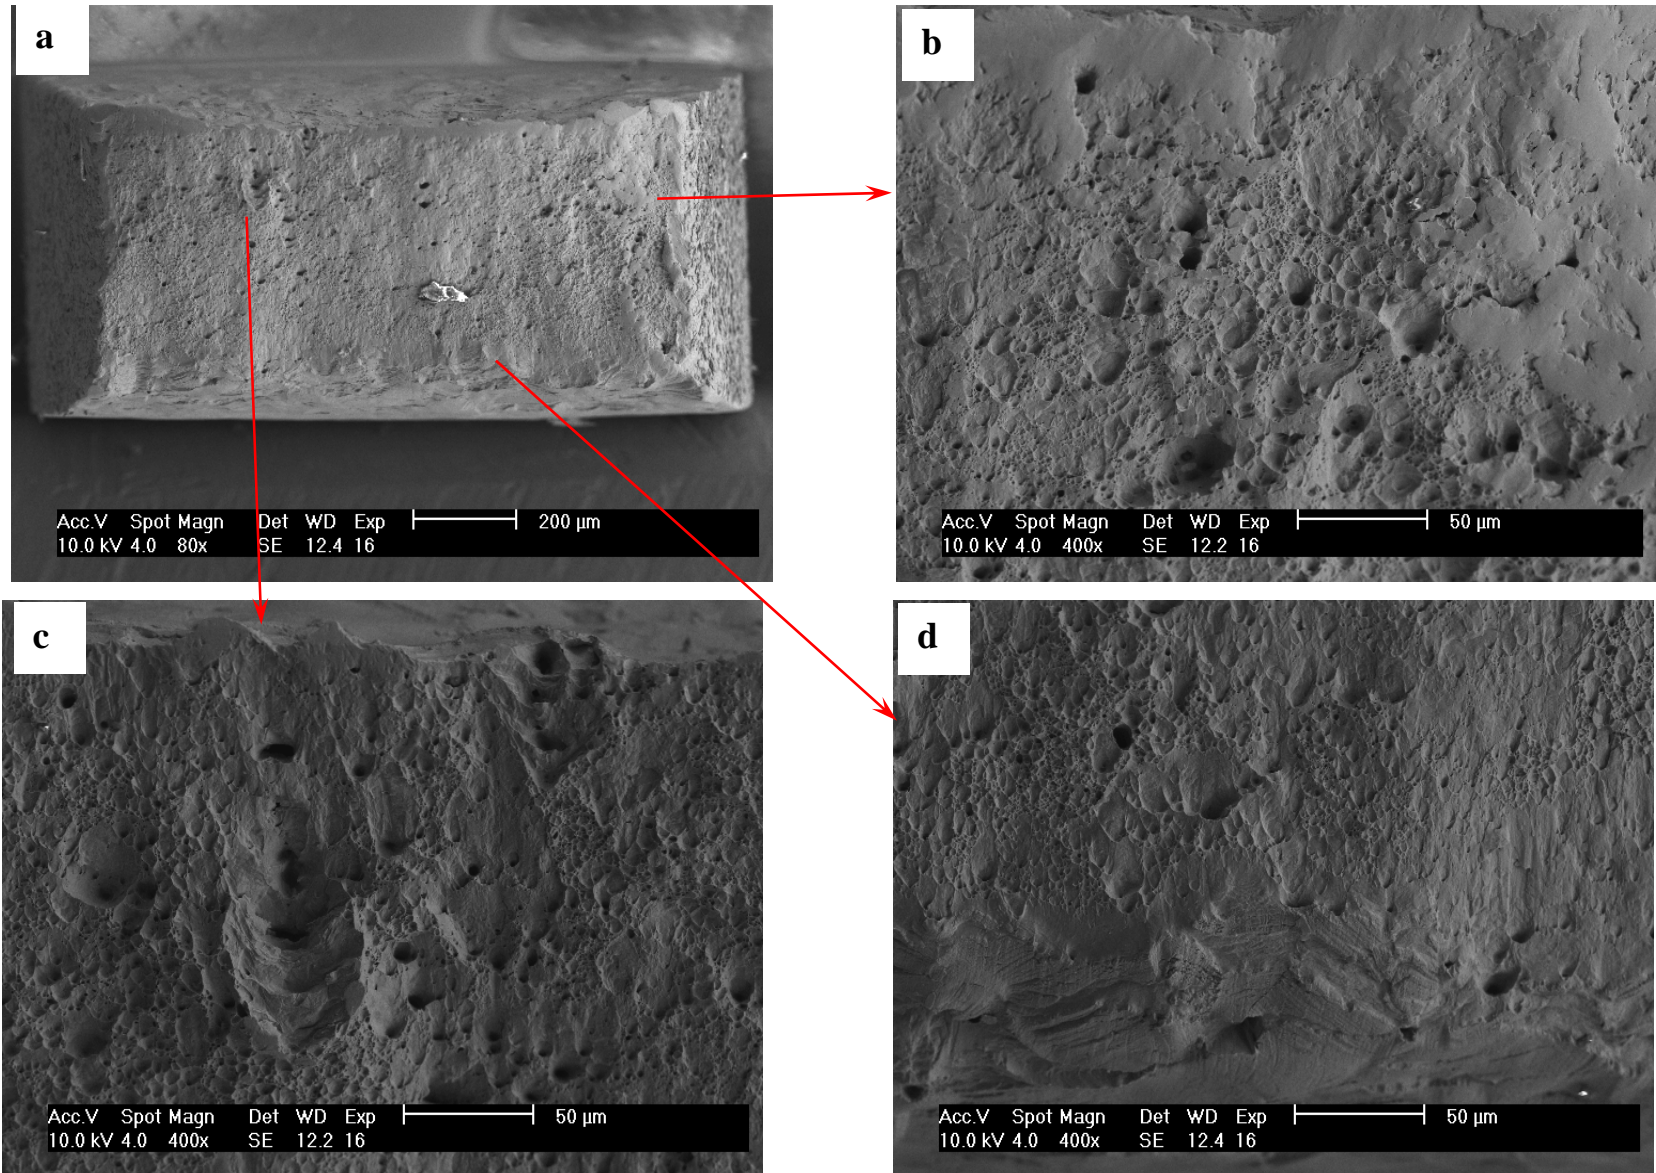 a
Acc.V Spot Magn Det WD Exp 200 µm
10.0 kV 4.0 80x SE 12.4 16
b
Acc.V Spot Magn Det WD Exp 50 µm
10.0 kV 4.0 400x SE 12.2 16
c
Acc.V Spot Magn Det WD Exp 50 µm
10.0 kV 4.0 400x SE 12.2 16
d
Acc.V Spot Magn Det WD Exp 50 µm
10.0 kV 4.0 400x SE 12.4 16